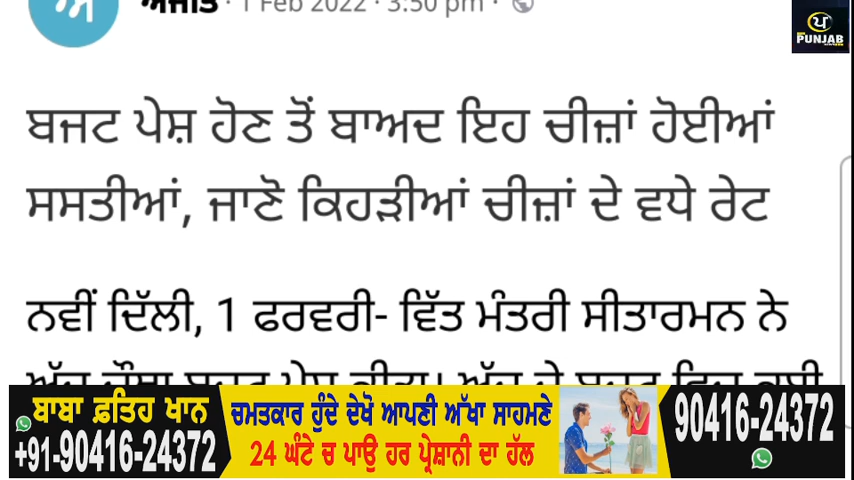 ਅਜੀਤ · 1 Feb 2022 · 3:50 pm ·
PUNJAB
ਬਜਟ ਪੇਸ਼ ਹੋਣ ਤੋਂ ਬਾਅਦ ਇਹ ਚੀਜ਼ਾਂ ਹੋਈਆਂ
ਸਸਤੀਆਂ, ਜਾਣੋ ਕਿਹੜੀਆਂ ਚੀਜ਼ਾਂ ਦੇ ਵਧੇ ਰੇਟ
ਨਵੀਂ ਦਿੱਲੀ, 1 ਫਰਵਰੀ- ਵਿੱਤ ਮੰਤਰੀ ਸੀਤਾਰਮਨ ਨੇ
ਬਾਬਾ ਫ਼ਤਿਹ ਖਾਨ
+91-90416-24372
ਚਮਤਕਾਰ ਹੁੰਦੇ ਦੇਖੋ ਆਪਣੀ ਅੱਖਾ ਸਾਹਮਣੇ
24 ਘੰਟੇ ਚ ਪਾਉ ਹਰ ਪ੍ਰੇਸ਼ਾਨੀ ਦਾ ਹੱਲ
90416-24372